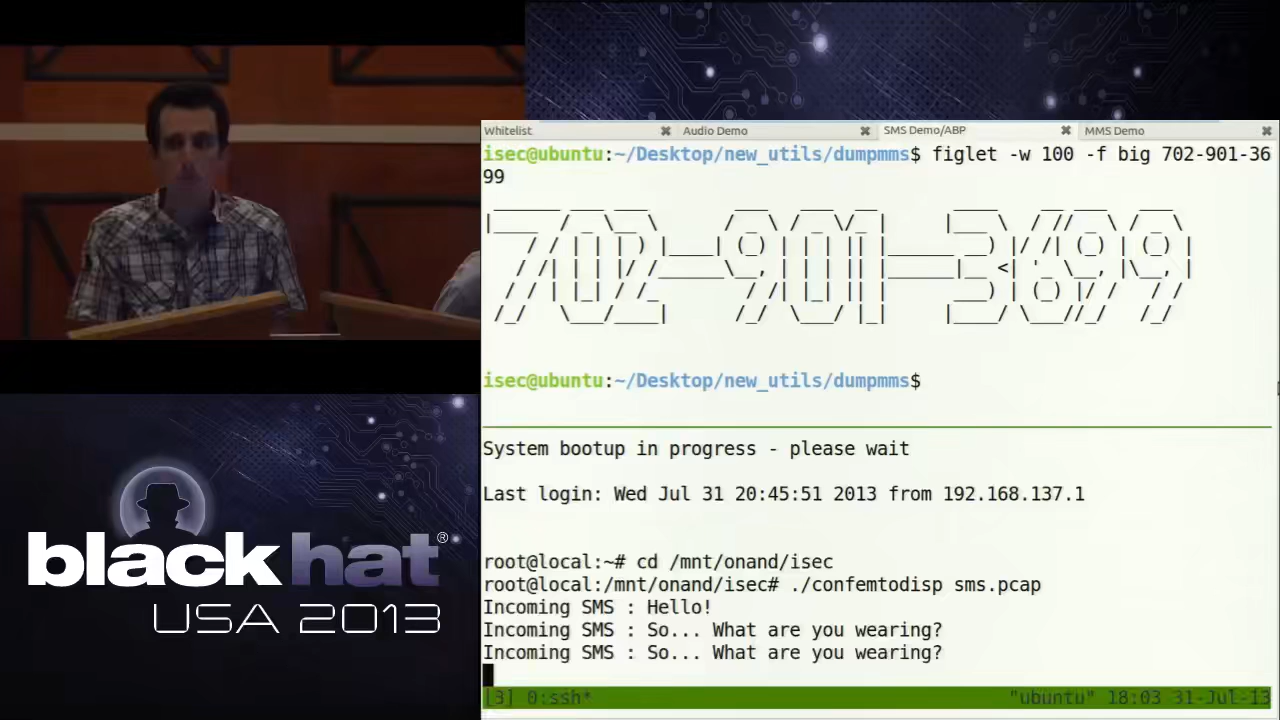 Whitelist ✖ Audio Demo ✖ SMS Demo/ABP ✖ MMS Demo ✖
isec@ubuntu:~/Desktop/new_utils/dumpmms$ figlet -w 100 -f big 702-901-36
99
702-901-3699
isec@ubuntu:~/Desktop/new_utils/dumpmms$
System bootup in progress - please wait
Last login: Wed Jul 31 20:45:51 2013 from 192.168.137.1
root@local:~# cd /mnt/onand/isec
root@local:/mnt/onand/isec# ./confemtodisp sms.pcap
Incoming SMS : Hello!
Incoming SMS : So... What are you wearing?
Incoming SMS : So... What are you wearing?
[3] 0:ssh* "ubuntu" 18:03 31-Jul-13
blackhat®
USA 2013